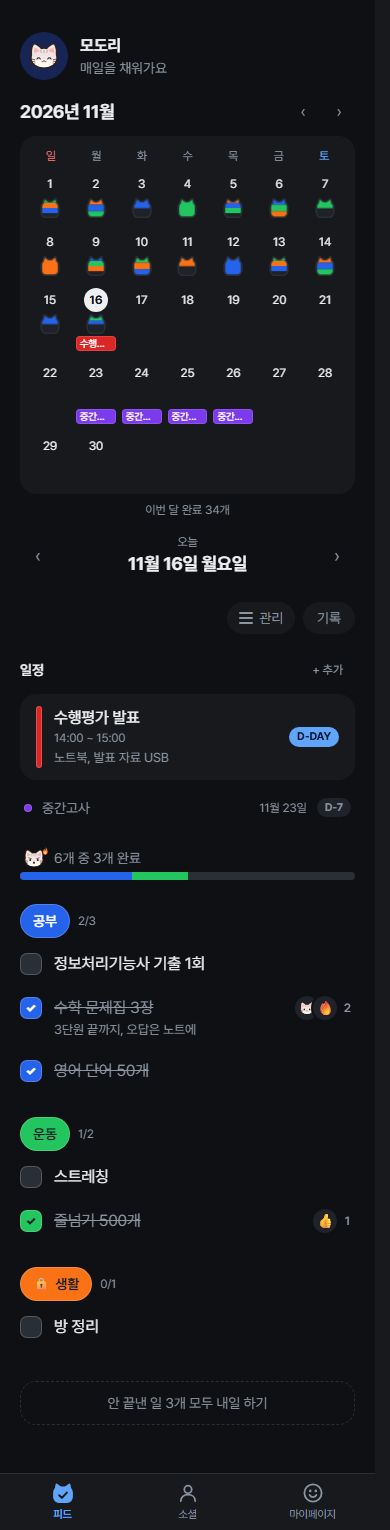 모도리
매일을 채워가요
2026년 11월
‹ ›
일 월 화 수 목 금 토
1 2 3 4 5 6 7
8 9 10 11 12 13 14
15 16 17 18 19 20 21
수행...
22 23 24 25 26 27 28
중간... 중간... 중간... 중간...
29 30
이번 달 완료 34개
오늘
‹ 11월 16일 월요일 ›
관리 기록
일정 + 추가
수행평가 발표
14:00 ~ 15:00
노트북, 발표 자료 USB
D-DAY
중간고사 11월 23일 D-7
6개 중 3개 완료
공부 2/3
정보처리기능사 기출 1회
수학 문제집 3장 2
3단원 끝까지, 오답은 노트에
영어 단어 50개
운동 1/2
스트레칭
줄넘기 500개 1
생활 0/1
방 정리
안 끝낸 일 3개 모두 내일 하기
피드 소셜 마이페이지